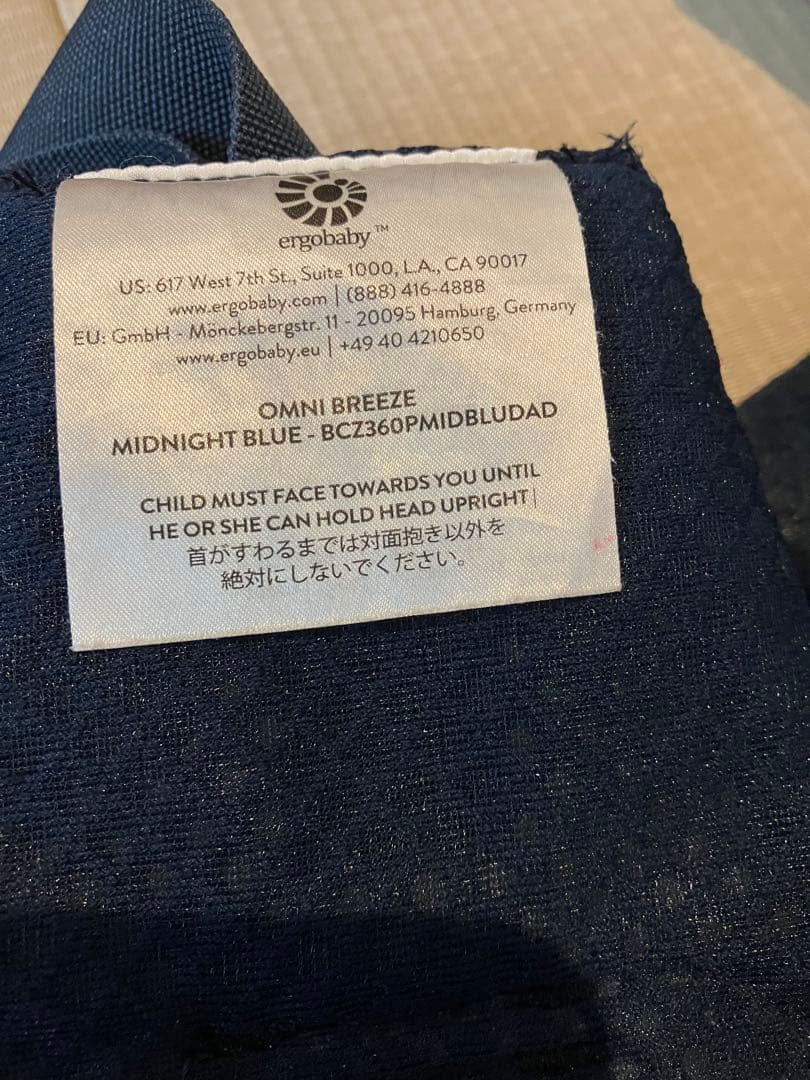 ergobaby™
US: 617 West 7th St., Suite 1000, L.A., CA 90017
www.ergobaby.com | (888) 416-4888
EU: GmbH - Mönckebergstr. 11 - 20095 Hamburg, Germany
www.ergobaby.eu | +49 40 4210650
OMNI BREEZE
MIDNIGHT BLUE - BCZ360PMIDBLUDAD
CHILD MUST FACE TOWARDS YOU UNTIL
HE OR SHE CAN HOLD HEAD UPRIGHT |
首がすわるまでは対面抱き以外を
絶対にしないでください。